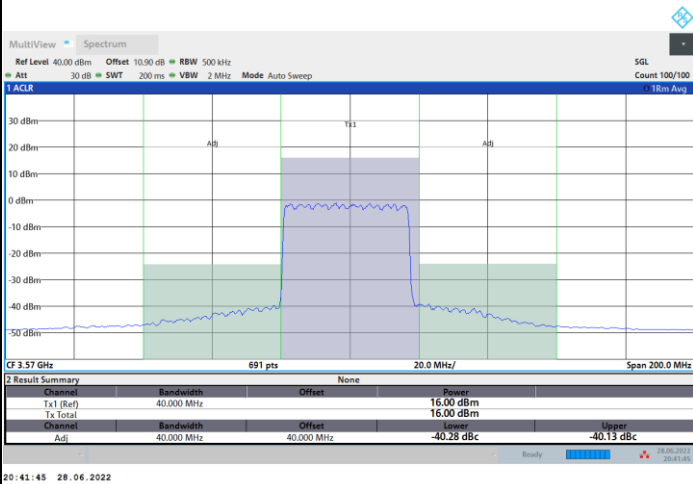 MultiView Spectrum
Ref Level 40.00 dBm Offset 10.90 dB RBW 500 kHz SGL
Att 30 dB SWT 200 ms VBW 2 MHz Mode Auto Sweep Count 100/100
1 ACLR 1Rm Avg
30 dBm
Tx1
20 dBm
Adj Adj
10 dBm
0 dBm
-10 dBm
-20 dBm
-30 dBm
-40 dBm
-50 dBm
CF 3.57 GHz 691 pts 20.0 MHz/ Span 200.0 MHz
2 Result Summary None
Channel Bandwidth Offset Power
Tx1 (Ref) 40.000 MHz 16.00 dBm
Tx Total 16.00 dBm
Channel Bandwidth Offset Lower Upper
Adj 40.000 MHz 40.000 MHz -40.28 dBc -40.13 dBc
Ready 28.06.2022
20:41:45
20:41:45 28.06.2022